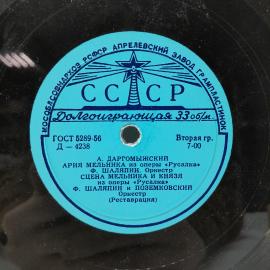 МОСОБЛСОВНАРХОЗ РСФСР АПРЕЛЕВСКИЙ ЗАВОД ГРАМПЛАСТИНОК
СССР
Долгоиграющая 33 об/м.
ГОСТ 5289-56 Вторая гр.
Д — 4238 7-00
А. ДАРГОМЫЖСКИЙ
АРИЯ МЕЛЬНИКА из оперы «Русалка»
Ф. ШАЛЯПИН. Оркестр
СЦЕНА МЕЛЬНИКА И КНЯЗЯ
из оперы «Русалка»
Ф. ШАЛЯПИН и ПОЗЕМКОВСКИЙ
Оркестр
(Реставрация)